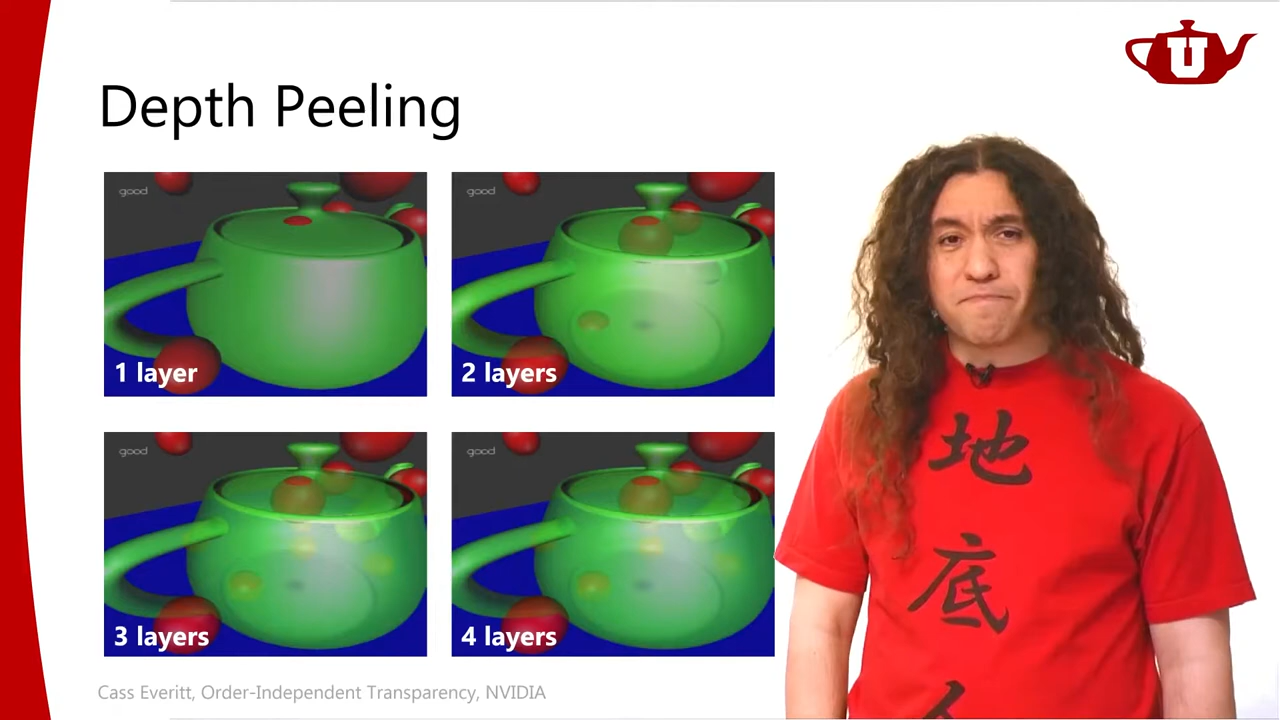 U
Depth Peeling
good
1 layer
good
2 layers
good
3 layers
good
4 layers
Cass Everitt, Order-Independent Transparency, NVIDIA
地
底